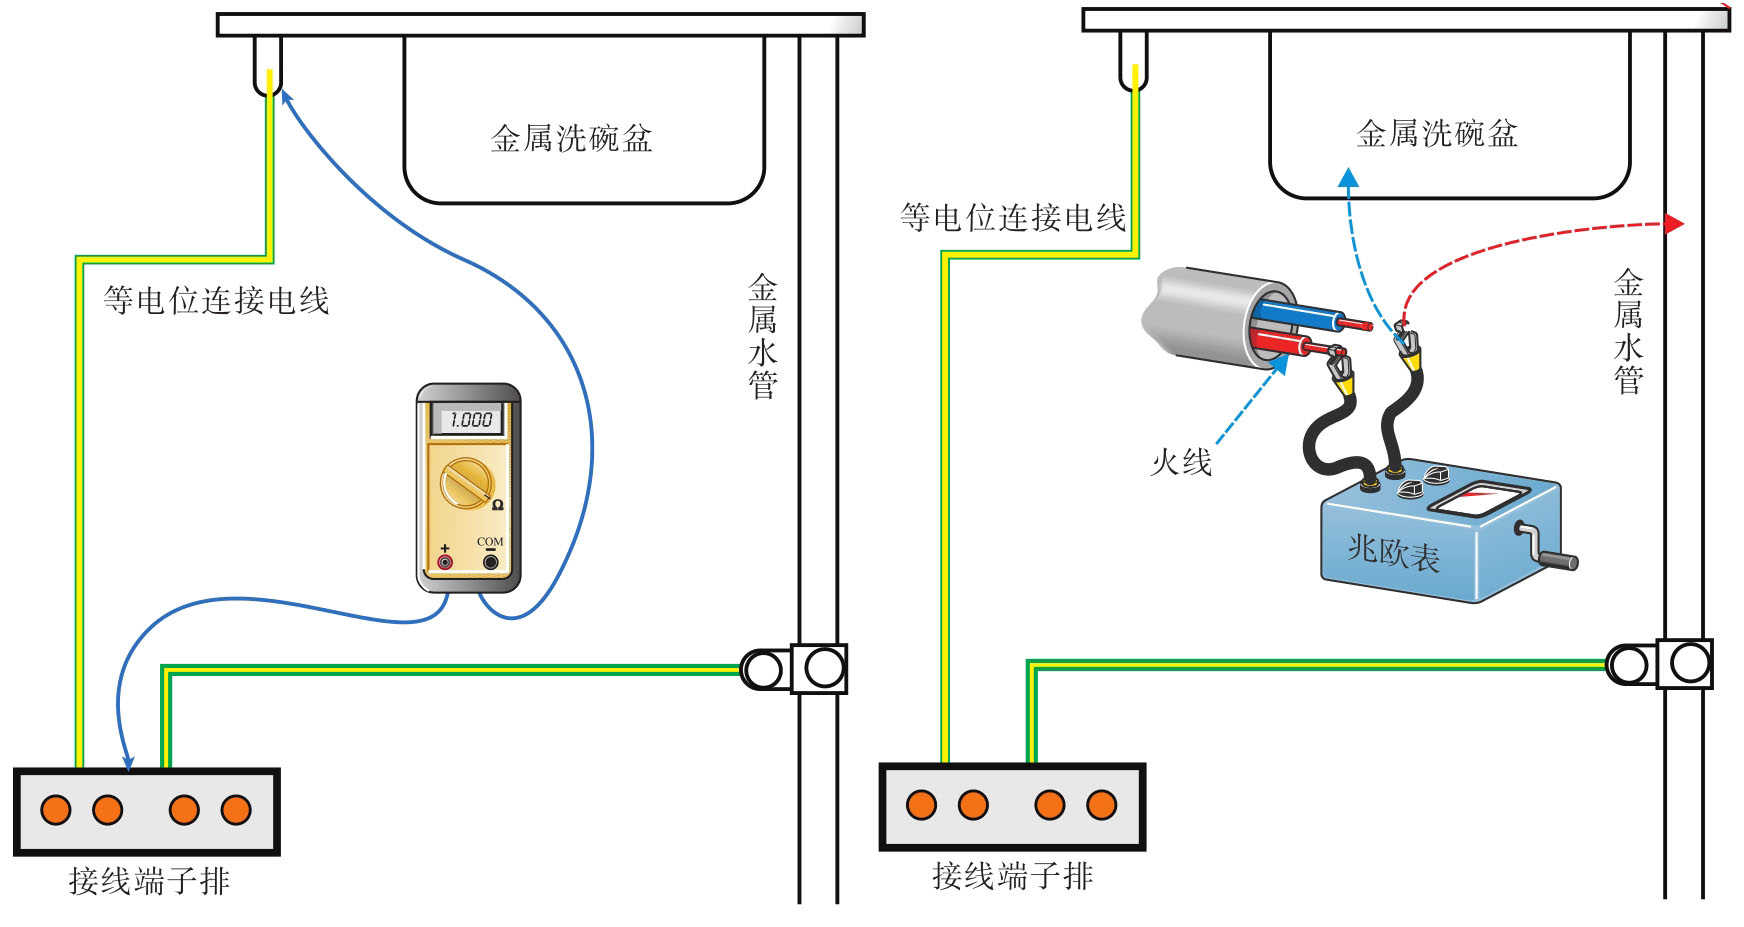 金属洗碗盆
等电位连接电线
金属水管
1.000
Ω
+
COM
−
接线端子排
金属洗碗盆
等电位连接电线
金属水管
火线
兆欧表
接线端子排